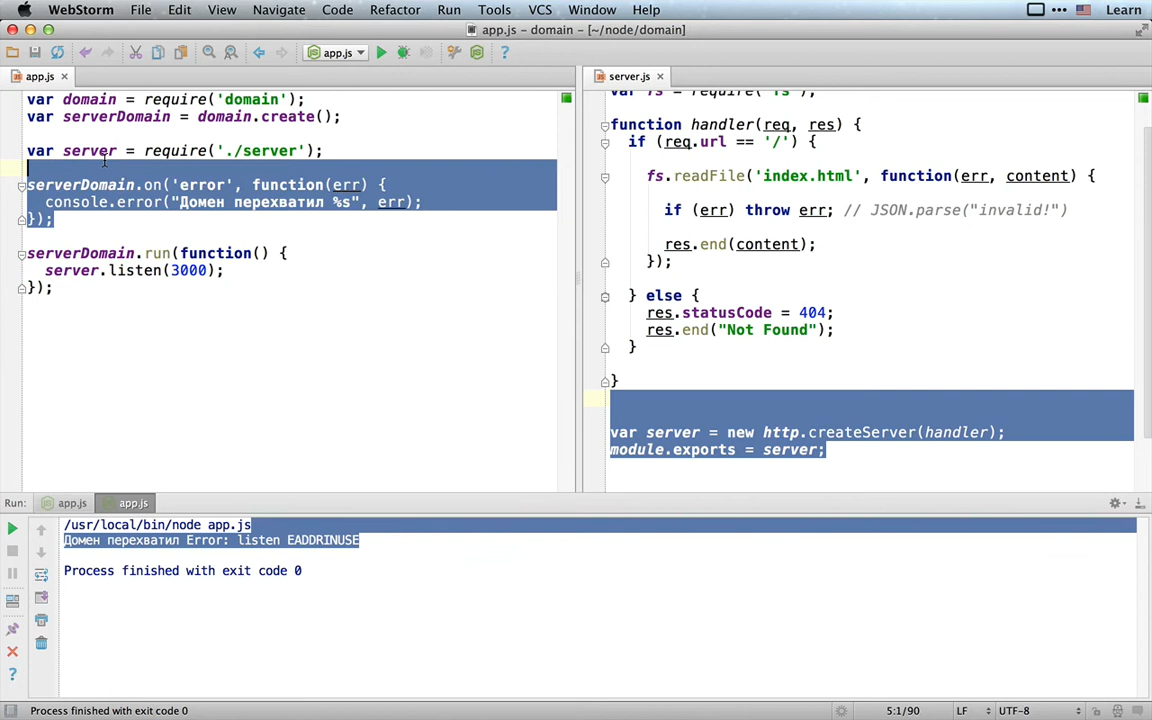 WebStorm File Edit View Navigate Code Refactor Run Tools VCS Window Help Learn
app.js – domain – [~/node/domain]
app.js
app.js
server.js
var domain = require('domain');
var serverDomain = domain.create();
var server = require('./server');
serverDomain.on('error', function(err) {
console.error("Домен перехватил %s", err);
});
serverDomain.run(function() {
server.listen(3000);
});
var fs = require('fs');
function handler(req, res) {
if (req.url == '/') {
fs.readFile('index.html', function(err, content) {
if (err) throw err; // JSON.parse("invalid!")
res.end(content);
});
} else {
res.statusCode = 404;
res.end("Not Found");
}
}
var server = new http.createServer(handler);
module.exports = server;
Run: app.js app.js
/usr/local/bin/node app.js
Домен перехватил Error: listen EADDRINUSE
Process finished with exit code 0
Process finished with exit code 0 5:1/90 LF UTF-8